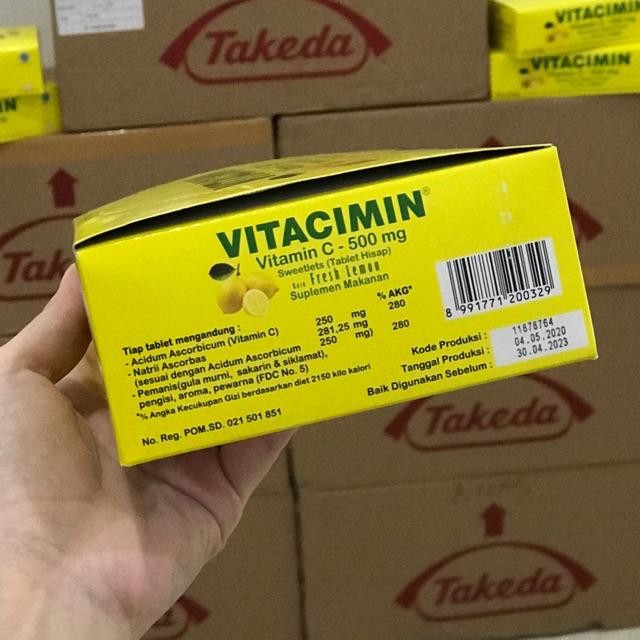 Takeda
VITACIMIN
VITACIMIN
VITACIMIN®
Vitamin C - 500 mg
Sweetlets (Tablet Hisap)
Rasa Fresh Lemon
Suplemen Makanan
8 991771 200329
Tiap tablet mengandung : % AKG*
- Acidum Ascorbicum (Vitamin C) 250 mg 280
- Natrii Ascorbas 281,25 mg
(sesuai dengan Acidum Ascorbicum 250 mg) 280
- Pemanis(gula murni, sakarin & siklamat),
pengisi, aroma, pewarna (FDC No. 5)
*% Angka Kecukupan Gizi berdasarkan diet 2150 kilo kalori
No. Reg. POM.SD. 021 501 851
Kode Produksi : 11878764
Tanggal Produksi : 04.05.2020
Baik Digunakan Sebelum : 30.04.2023
Takeda
Takeda